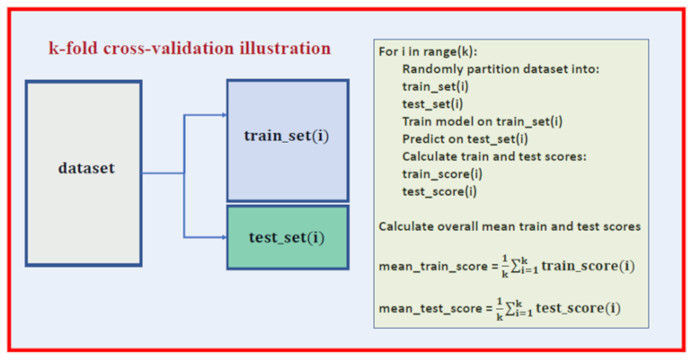 k-fold cross-validation illustration
dataset
train_set(i)
test_set(i)
For i in range(k):
Randomly partition dataset into:
train_set(i)
test_set(i)
Train model on train_set(i)
Predict on test_set(i)
Calculate train and test scores:
train_score(i)
test_score(i)
Calculate overall mean train and test scores
mean_train_score = 1/k ∑_{i=1}^{k} train_score(i)
mean_test_score = 1/k ∑_{i=1}^{k} test_score(i)